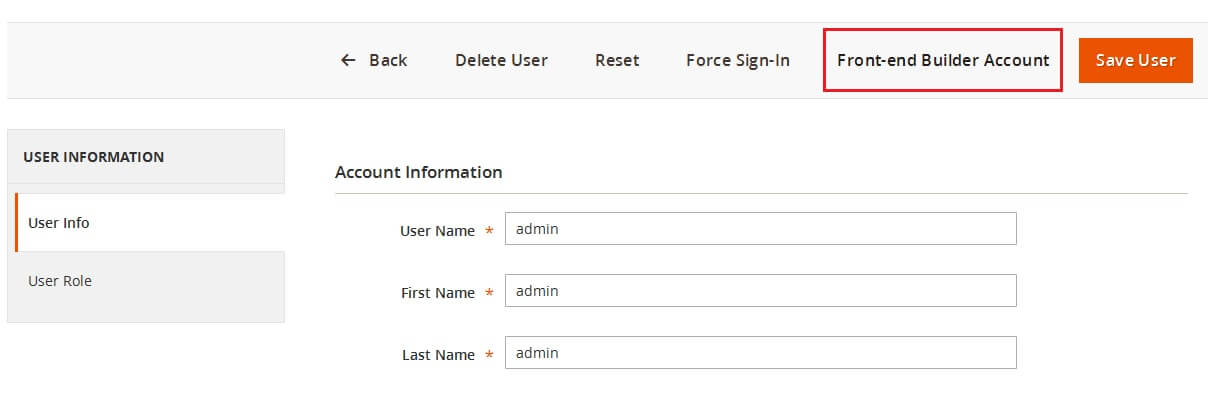 ← Back Delete User Reset Force Sign-In Front-end Builder Account Save User
USER INFORMATION
User Info
User Role
Account Information
User Name * admin
First Name * admin
Last Name * admin